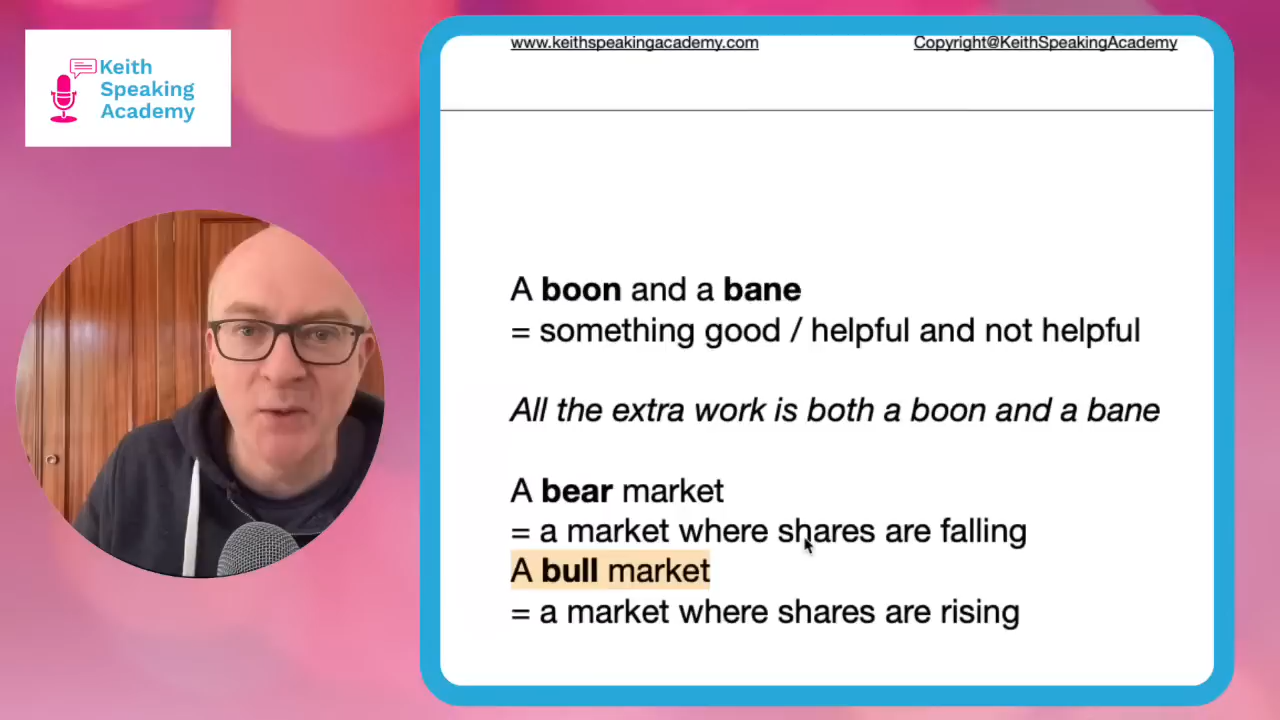 Keith
Speaking
Academy
www.keithspeakingacademy.com
Copyright@KeithSpeakingAcademy
A boon and a bane
= something good / helpful and not helpful
All the extra work is both a boon and a bane
A bear market
= a market where shares are falling
A bull market
= a market where shares are rising